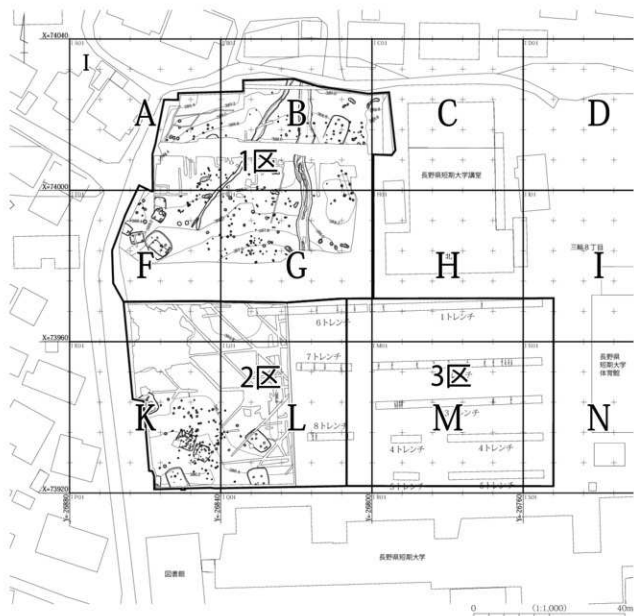 X=74040
I
A
B
C
D
1区
長野県短期大学講堂
X=74000
F
G
H
I
三輪8丁目
6トレンチ
1トレンチ
X=73960
7トレンチ
長野県
短期大学
体育館
2区
3区
K
L
M
N
8トレンチ
4トレンチ
4トレンチ
X=73920
Y=-26880
Y=-26840
Y=-26800
Y=-26760
長野県短期大学
図書館
0
(1:1,000)
40m